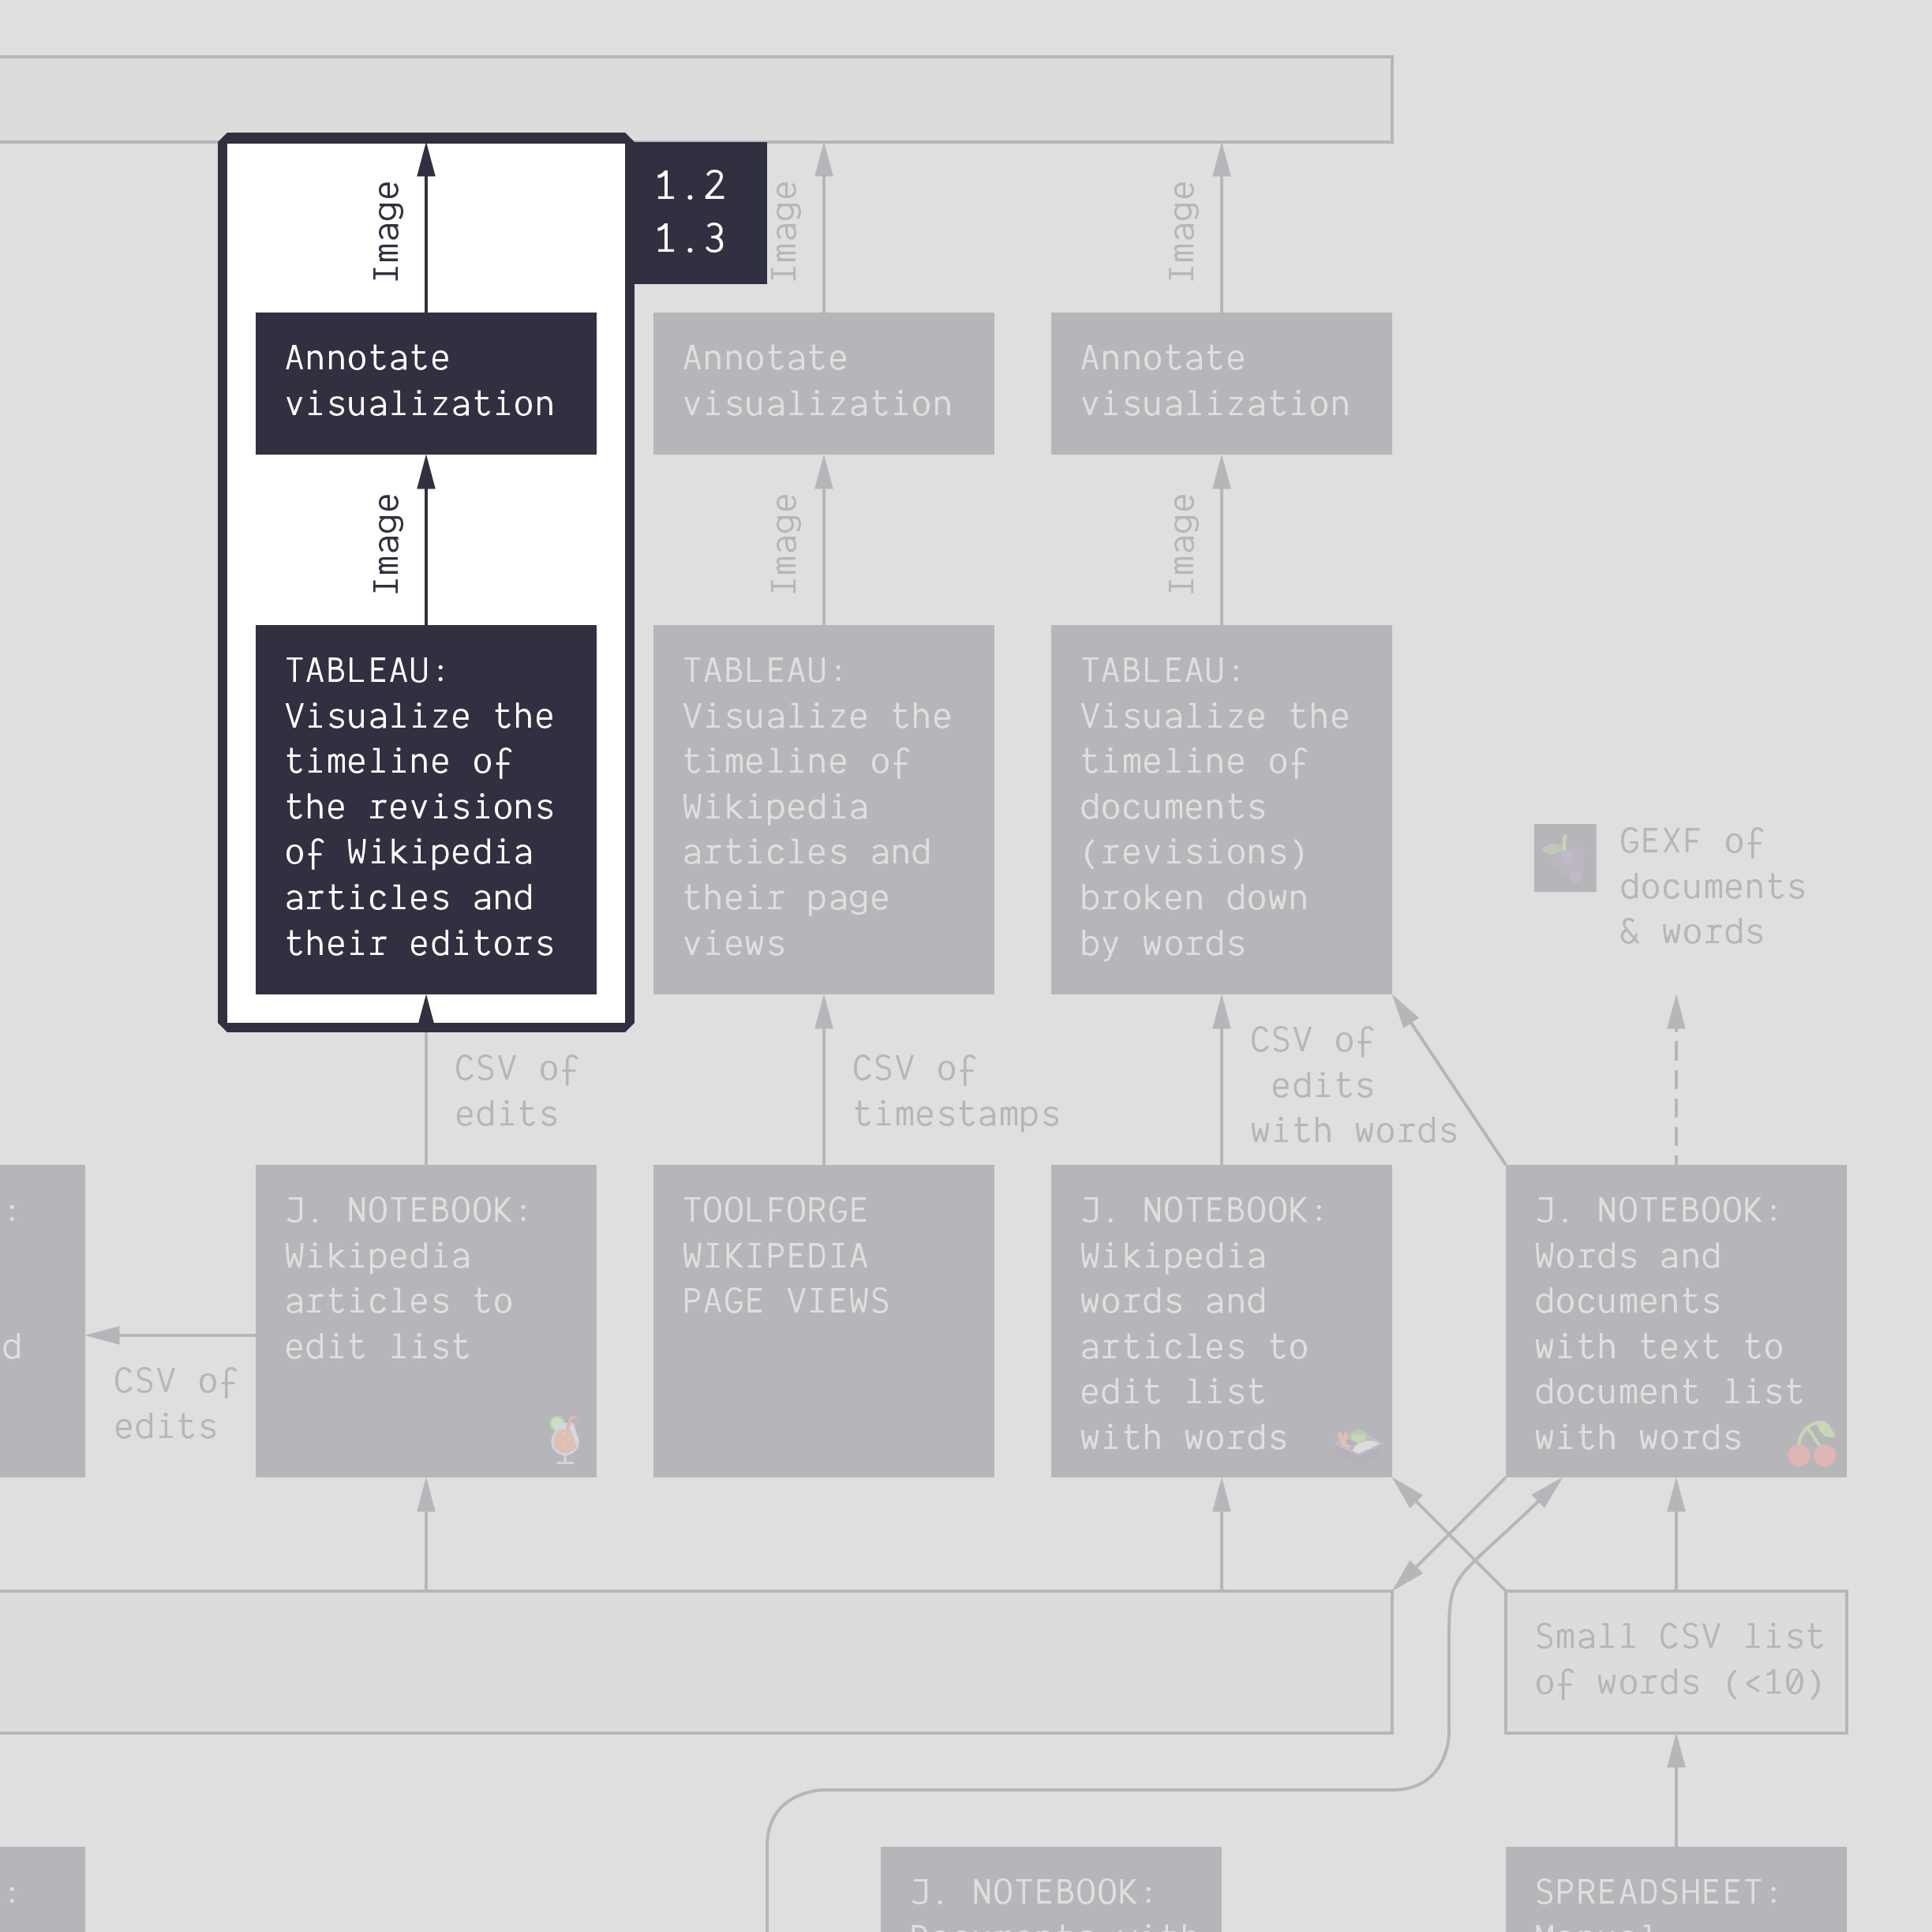 1.2
1.3
Image
Image
Image
Annotate
visualization
Annotate
visualization
Annotate
visualization
Image
Image
Image
TABLEAU:
Visualize the
timeline of
the revisions
of Wikipedia
articles and
their editors
TABLEAU:
Visualize the
timeline of
Wikipedia
articles and
their page
views
TABLEAU:
Visualize the
timeline of
documents
(revisions)
broken down
by words
GEXF of
documents
& words
CSV of
edits
CSV of
timestamps
CSV of
edits
with words
:
d
CSV of
edits
J. NOTEBOOK:
Wikipedia
articles to
edit list
TOOLFORGE
WIKIPEDIA
PAGE VIEWS
J. NOTEBOOK:
Wikipedia
words and
articles to
edit list
with words
J. NOTEBOOK:
Words and
documents
with text to
document list
with words
Small CSV list
of words (<10)
:
J. NOTEBOOK:
Documents with
SPREADSHEET:
Manual